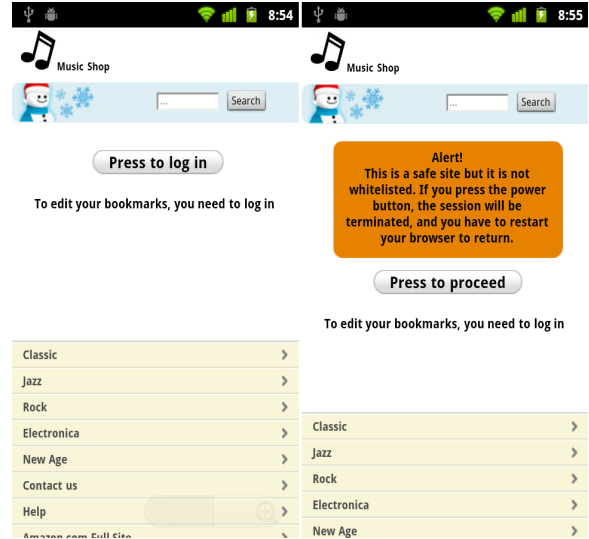 8:54
Music Shop
...
Search
Press to log in
To edit your bookmarks, you need to log in
Classic
Jazz
Rock
Electronica
New Age
Contact us
Help
Amazon.com Full Site
8:55
Music Shop
...
Search
Alert!
This is a safe site but it is not
whitelisted. If you press the power
button, the session will be
terminated, and you have to restart
your browser to return.
Press to proceed
To edit your bookmarks, you need to log in
Classic
Jazz
Rock
Electronica
New Age